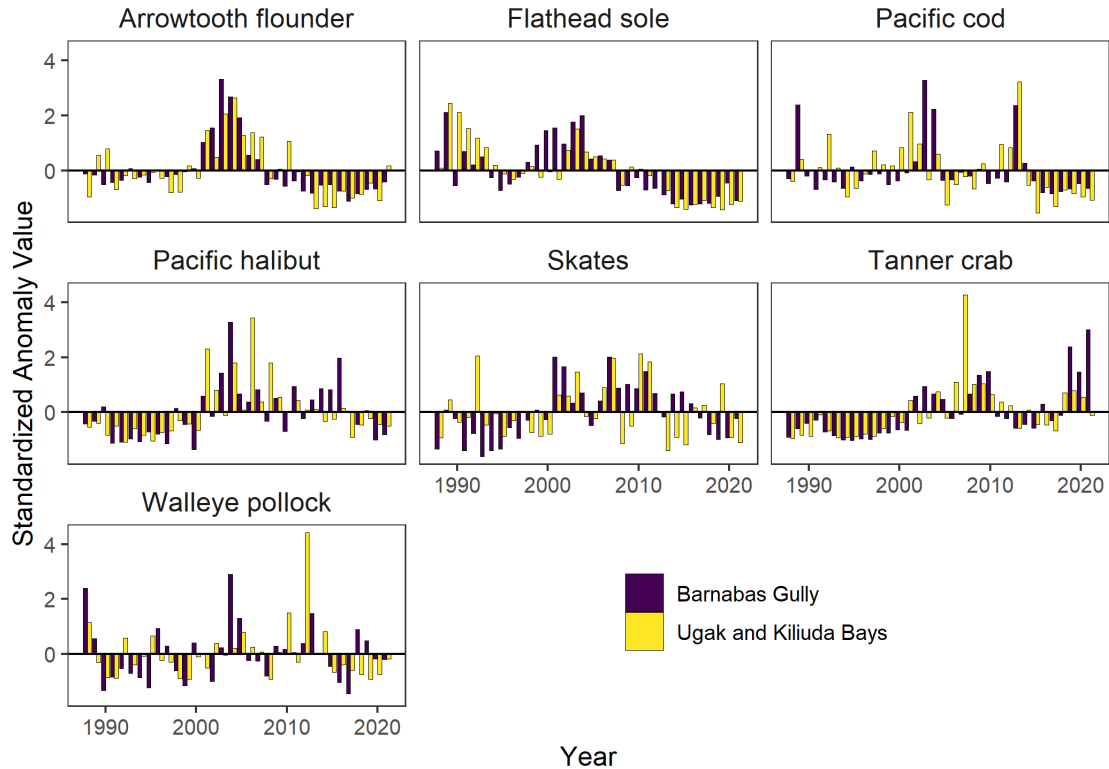 Arrowtooth flounder
Flathead sole
Pacific cod
4
2
0
Pacific halibut
Skates
Tanner crab
4
2
0
1990
2000
2010
2020
1990
2000
2010
2020
Walleye pollock
4
2
0
1990
2000
2010
2020
Standardized Anomaly Value
Year
Barnabas Gully
Ugak and Kiliuda Bays